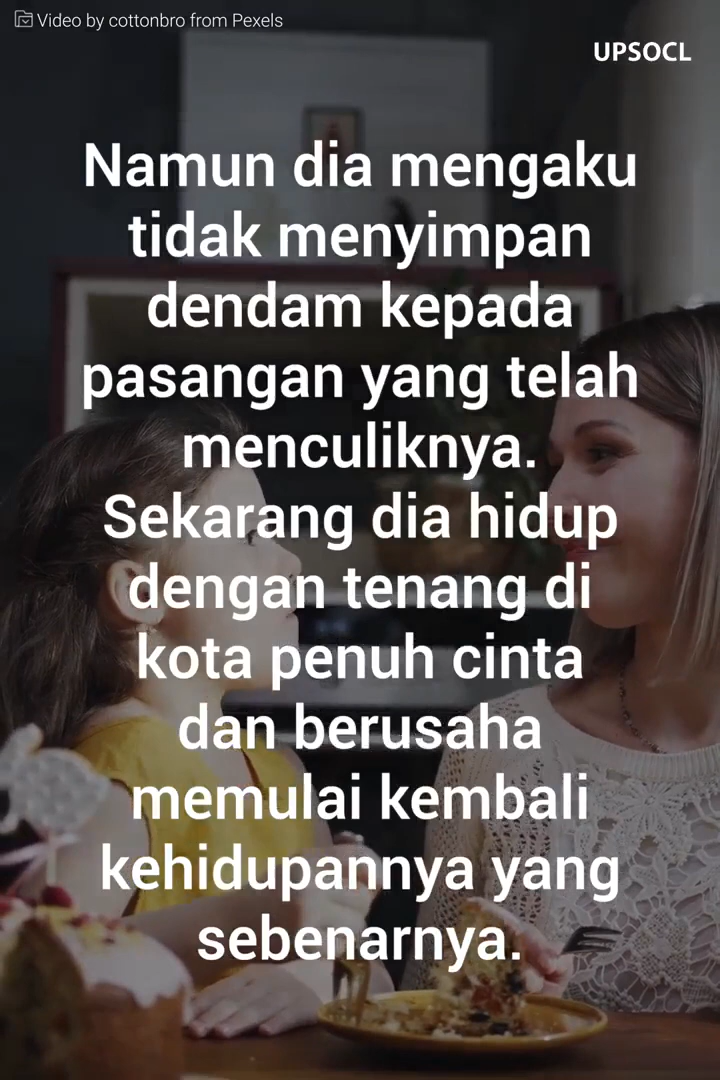 Video by cottonbro from Pexels
UPSOCL
Namun dia mengaku
tidak menyimpan
dendam kepada
pasangan yang telah
menculiknya.
Sekarang dia hidup
dengan tenang di
kota penuh cinta
dan berusaha
memulai kembali
kehidupannya yang
sebenarnya.